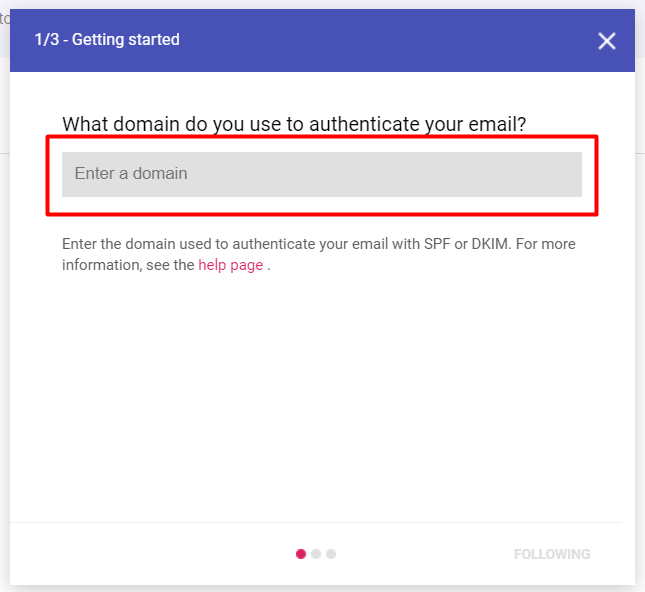 to
1/3 - Getting started
What domain do you use to authenticate your email?
Enter a domain
Enter the domain used to authenticate your email with SPF or DKIM. For more
information, see the help page .
FOLLOWING